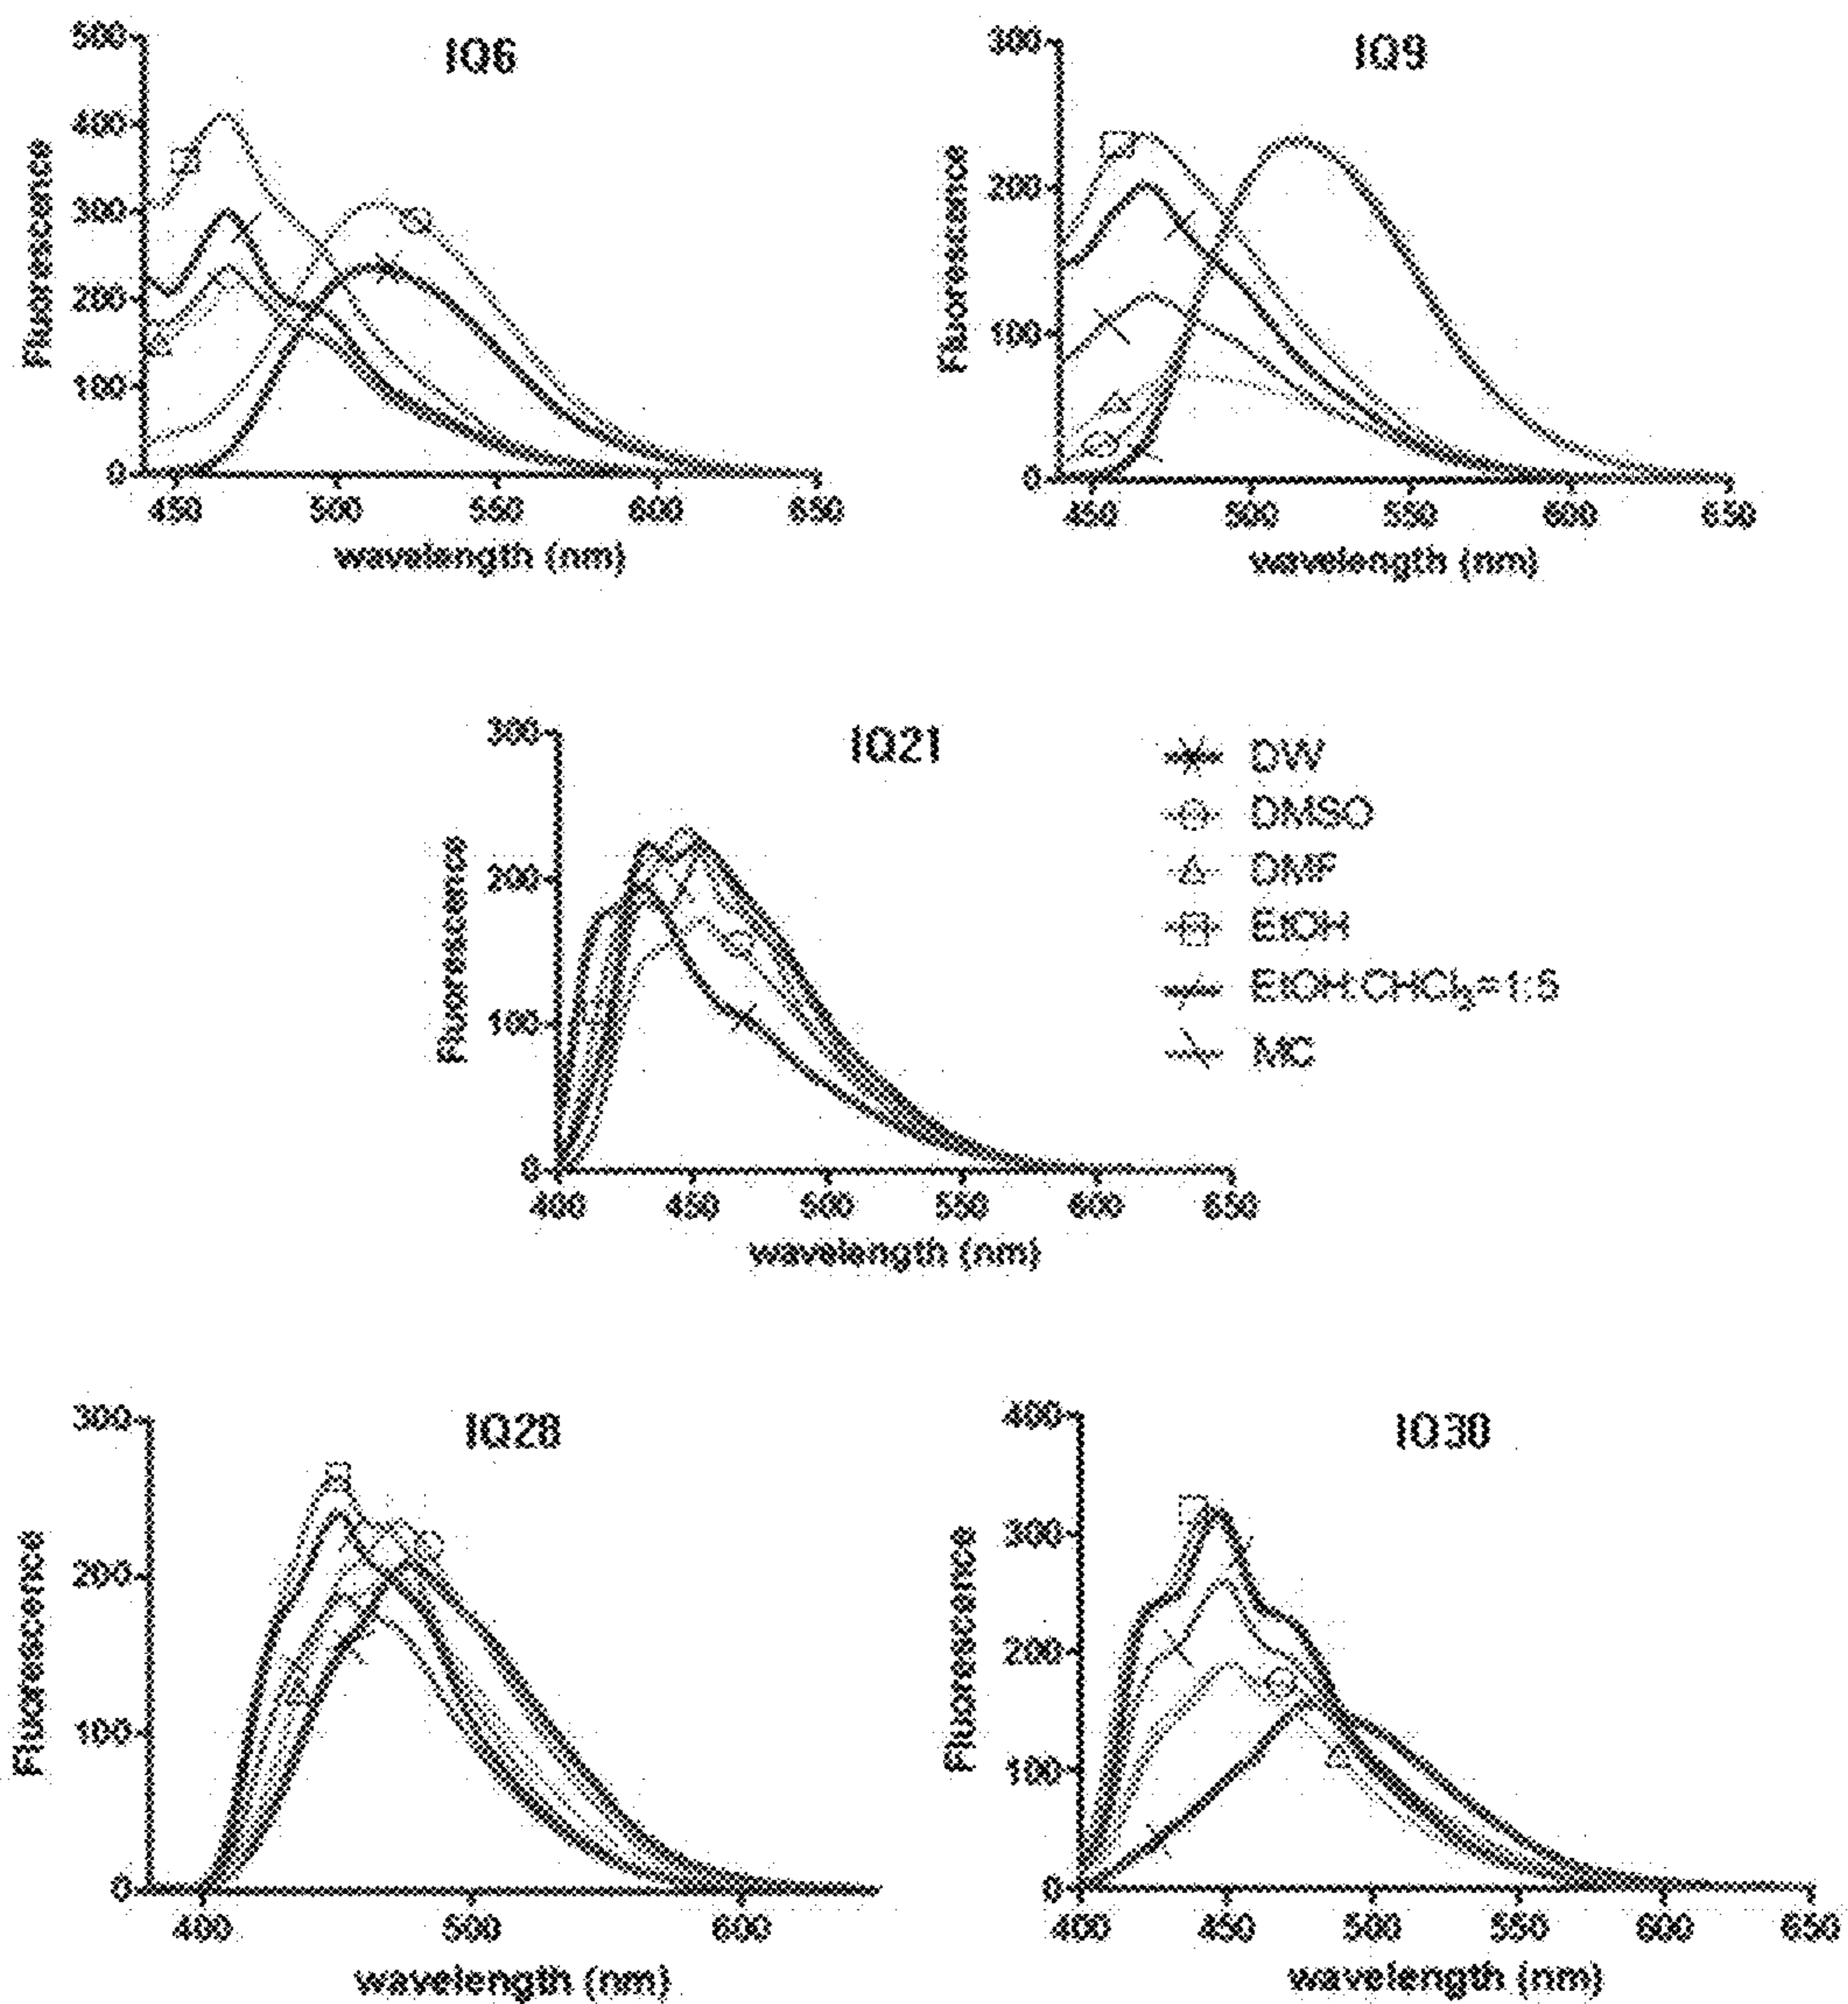 IQ6
500
400
300
200
100
0
Fluorescence
450 500 550 600 650
wavelength (nm)
IQ9
300
200
100
0
Fluorescence
450 500 550 600 650
wavelength (nm)
IQ21
300
200
100
0
Fluorescence
400 450 500 550 600 650
wavelength (nm)
DW
DMSO
DMF
EtOH
EtOH:CHCl₃=1:5
MC
IQ28
300
200
100
0
Fluorescence
400 500 600
wavelength (nm)
IQ30
400
300
200
100
0
Fluorescence
400 450 500 550 600 650
wavelength (nm)